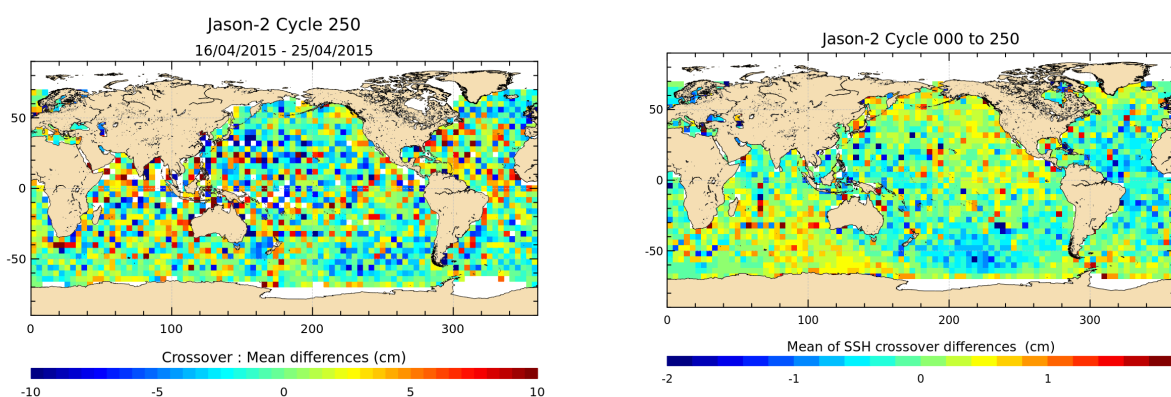 Jason-2 Cycle 250
16/04/2015 - 25/04/2015
50
0
-50
0 100 200 300
Crossover : Mean differences (cm)
-10 -5 0 5 10
Jason-2 Cycle 000 to 250
50
0
-50
0 100 200 300
Mean of SSH crossover differences (cm)
-2 -1 0 1